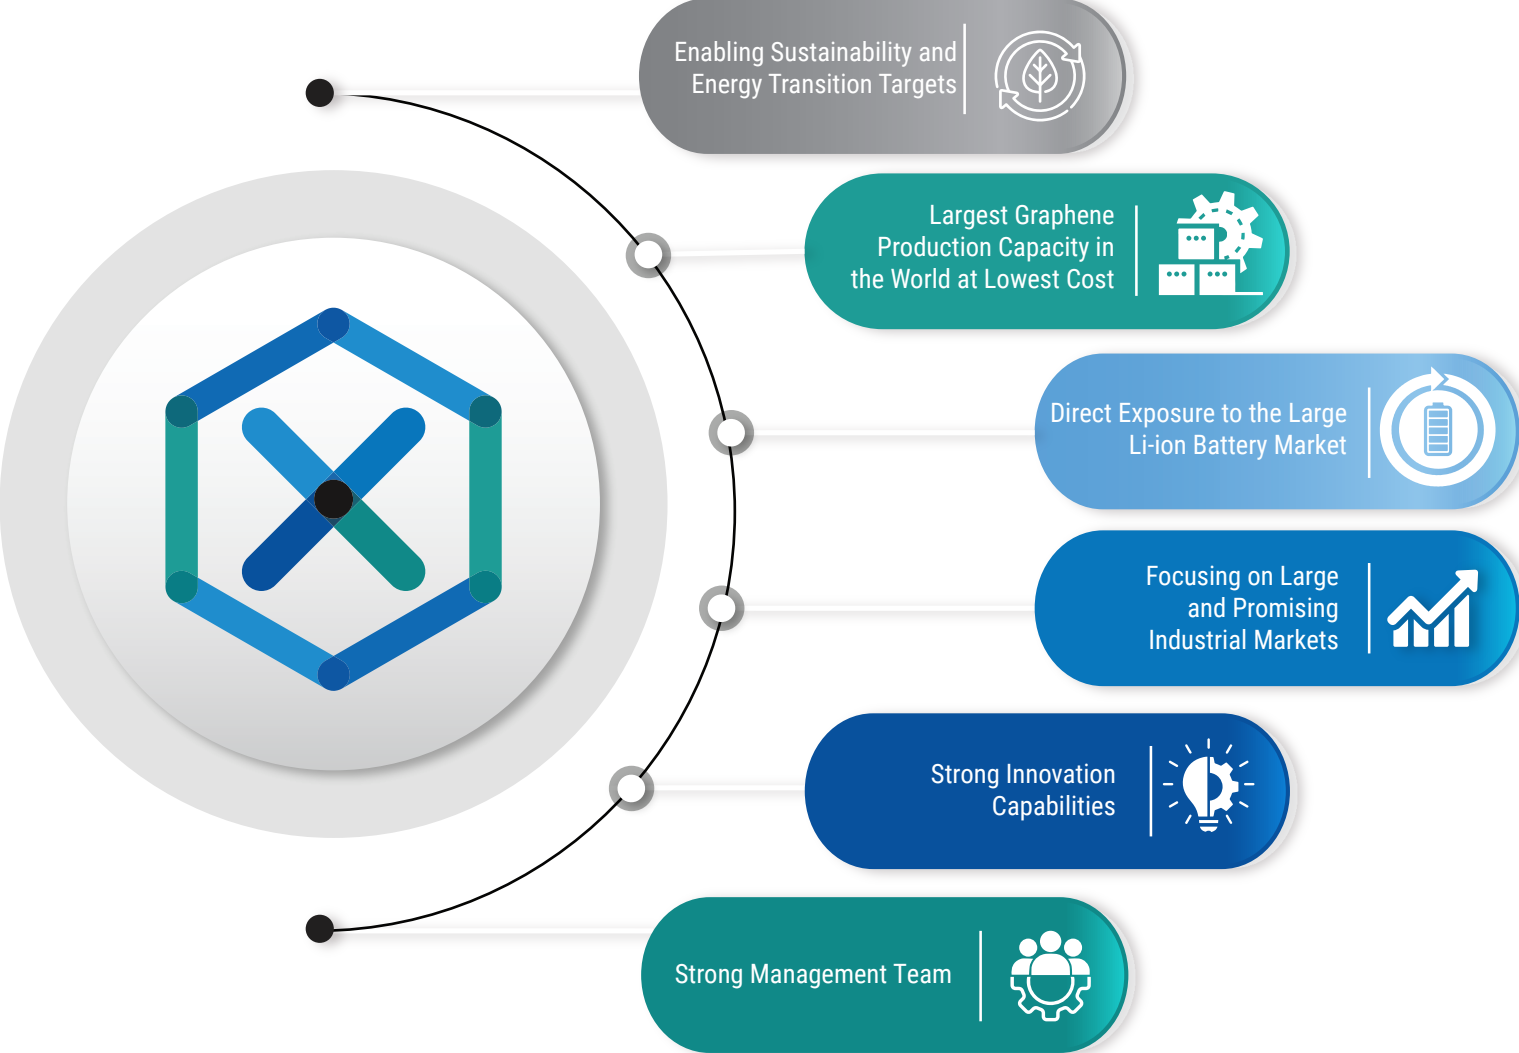 Enabling Sustainability and
Energy Transition Targets
Largest Graphene
Production Capacity in
the World at Lowest Cost
Direct Exposure to the Large
Li-ion Battery Market
Focusing on Large
and Promising
Industrial Markets
Strong Innovation
Capabilities
Strong Management Team